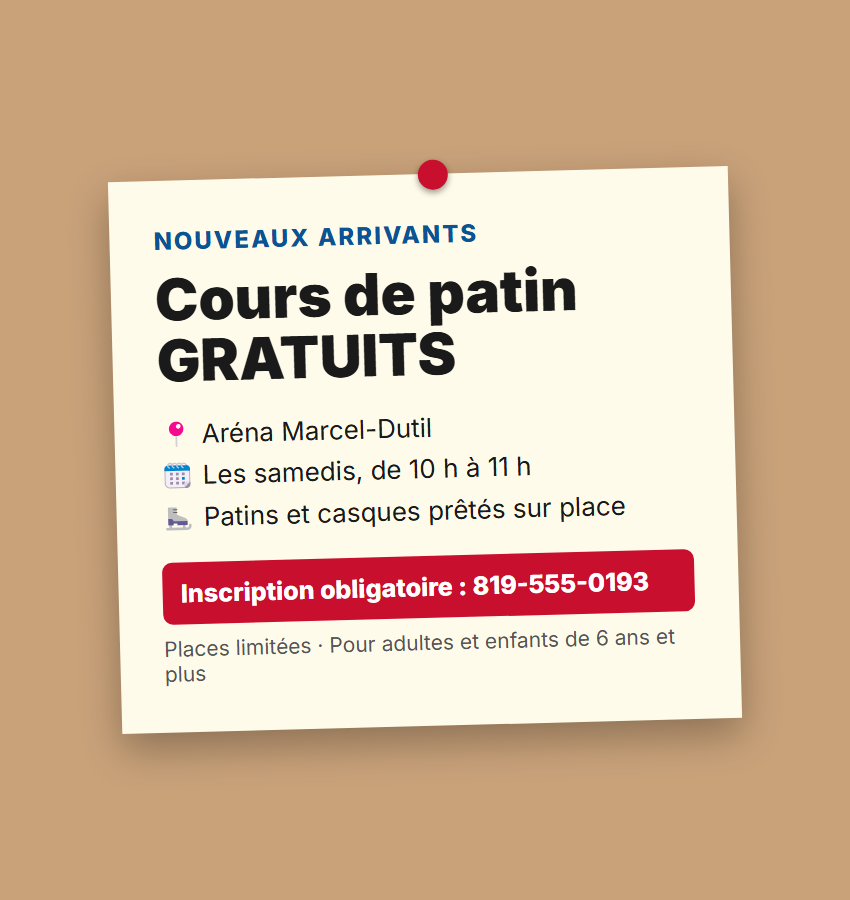 NOUVEAUX ARRIVANTS
Cours de patin
GRATUITS
Aréna Marcel-Dutil
Les samedis, de 10 h à 11 h
Patins et casques prêtés sur place
Inscription obligatoire : 819-555-0193
Places limitées · Pour adultes et enfants de 6 ans et
plus